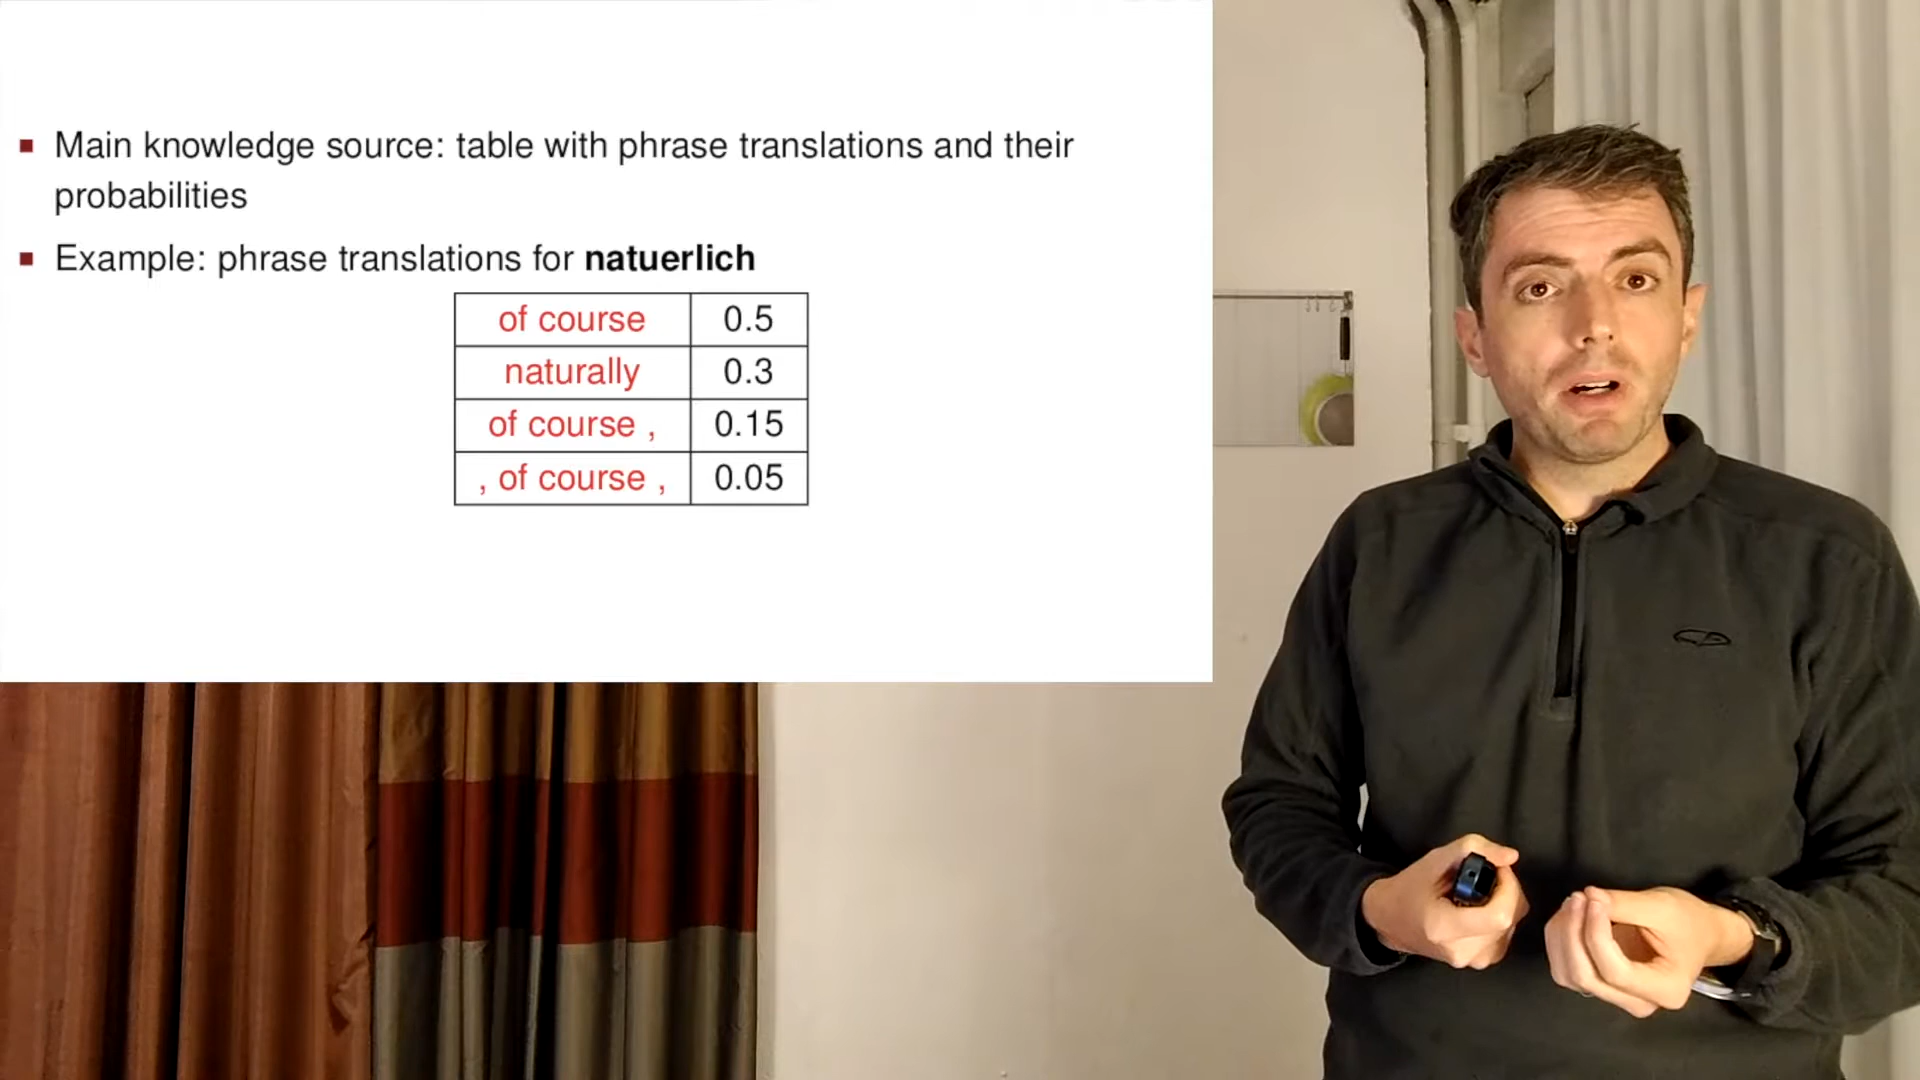 Main knowledge source: table with phrase translations and their
probabilities
Example: phrase translations for natuerlich
of course 0.5
naturally 0.3
of course , 0.15
, of course , 0.05